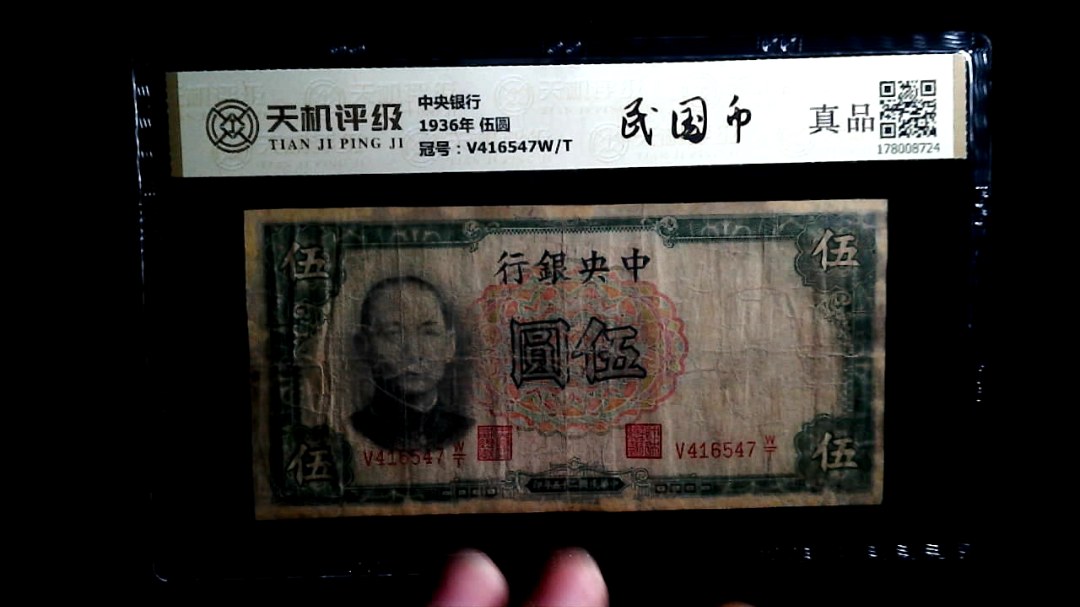 天机评级
TIAN JI PING JI
中央银行
1936年 伍圆
冠号：V416547W/T
民国币
真品
178008724
伍
行銀央中
伍
圓伍
V416547 W/T
V416547 W/T
伍
伍